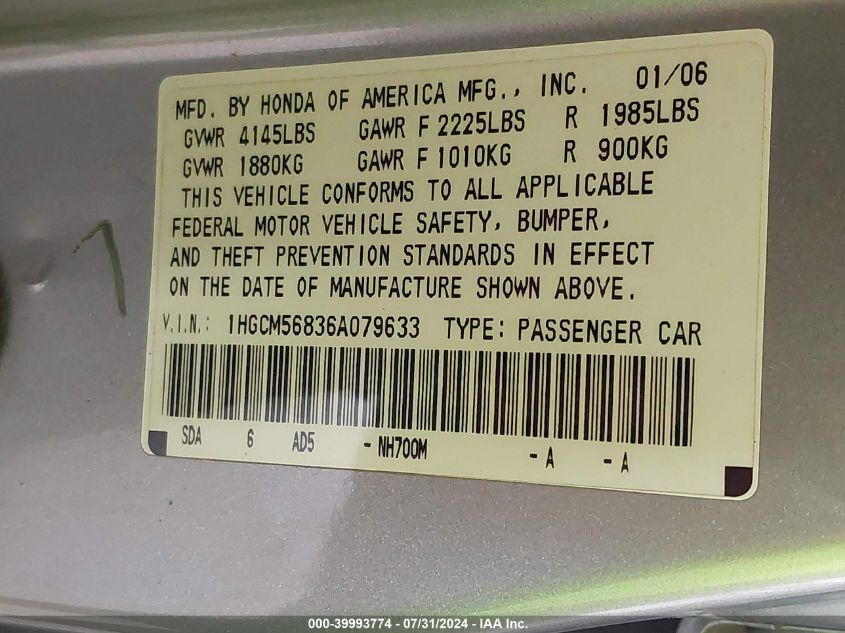 MFD. BY HONDA OF AMERICA MFG., INC. 01/06
GVWR 4145LBS GAWR F 2225LBS R 1985LBS
GVWR 1880KG GAWR F 1010KG R 900KG
THIS VEHICLE CONFORMS TO ALL APPLICABLE
FEDERAL MOTOR VEHICLE SAFETY, BUMPER,
AND THEFT PREVENTION STANDARDS IN EFFECT
ON THE DATE OF MANUFACTURE SHOWN ABOVE.
V.I.N.: 1HGCM56836A079633 TYPE: PASSENGER CAR
SDA 6 AD5 - NH700M - A - A
000-39993774 - 07/31/2024 - IAA Inc.